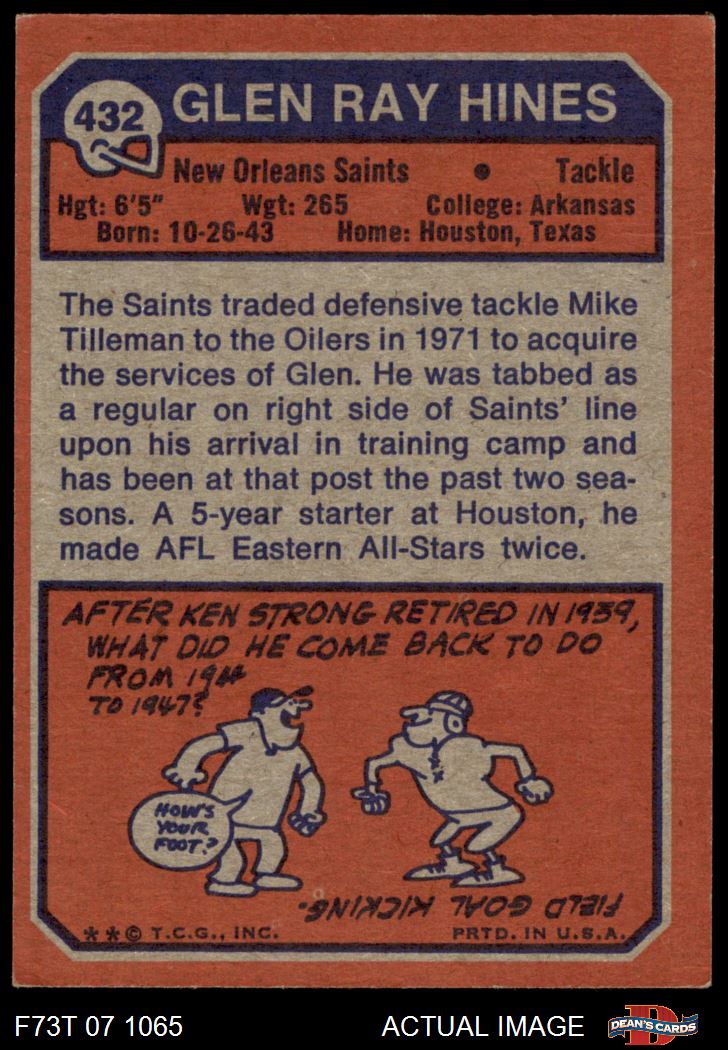 432
GLEN RAY HINES
New Orleans Saints • Tackle
Hgt: 6'5" Wgt: 265 College: Arkansas
Born: 10-26-43 Home: Houston, Texas
The Saints traded defensive tackle Mike
Tilleman to the Oilers in 1971 to acquire
the services of Glen. He was tabbed as
a regular on right side of Saints' line
upon his arrival in training camp and
has been at that post the past two sea-
sons. A 5-year starter at Houston, he
made AFL Eastern All-Stars twice.
AFTER KEN STRONG RETIRED IN 1939,
WHAT DID HE COME BACK TO DO
FROM 1944
TO 1947?
HOW'S
YOUR
FOOT?
FIELD GOAL KICKING.
**© T.C.G., INC. PRTD. IN U.S.A.
F73T 07 1065 ACTUAL IMAGE
D
DEAN'S CARDS